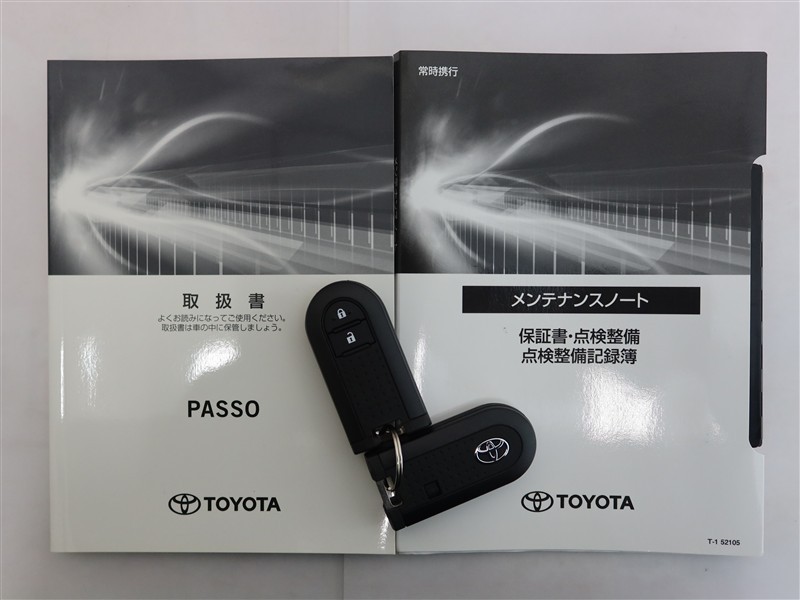 取扱書
よくお読みになってご使用ください。
取扱書は車の中に保管しましょう。
PASSO
TOYOTA
常時携行
メンテナンスノート
保証書・点検整備
点検整備記録簿
TOYOTA
T-1 52105